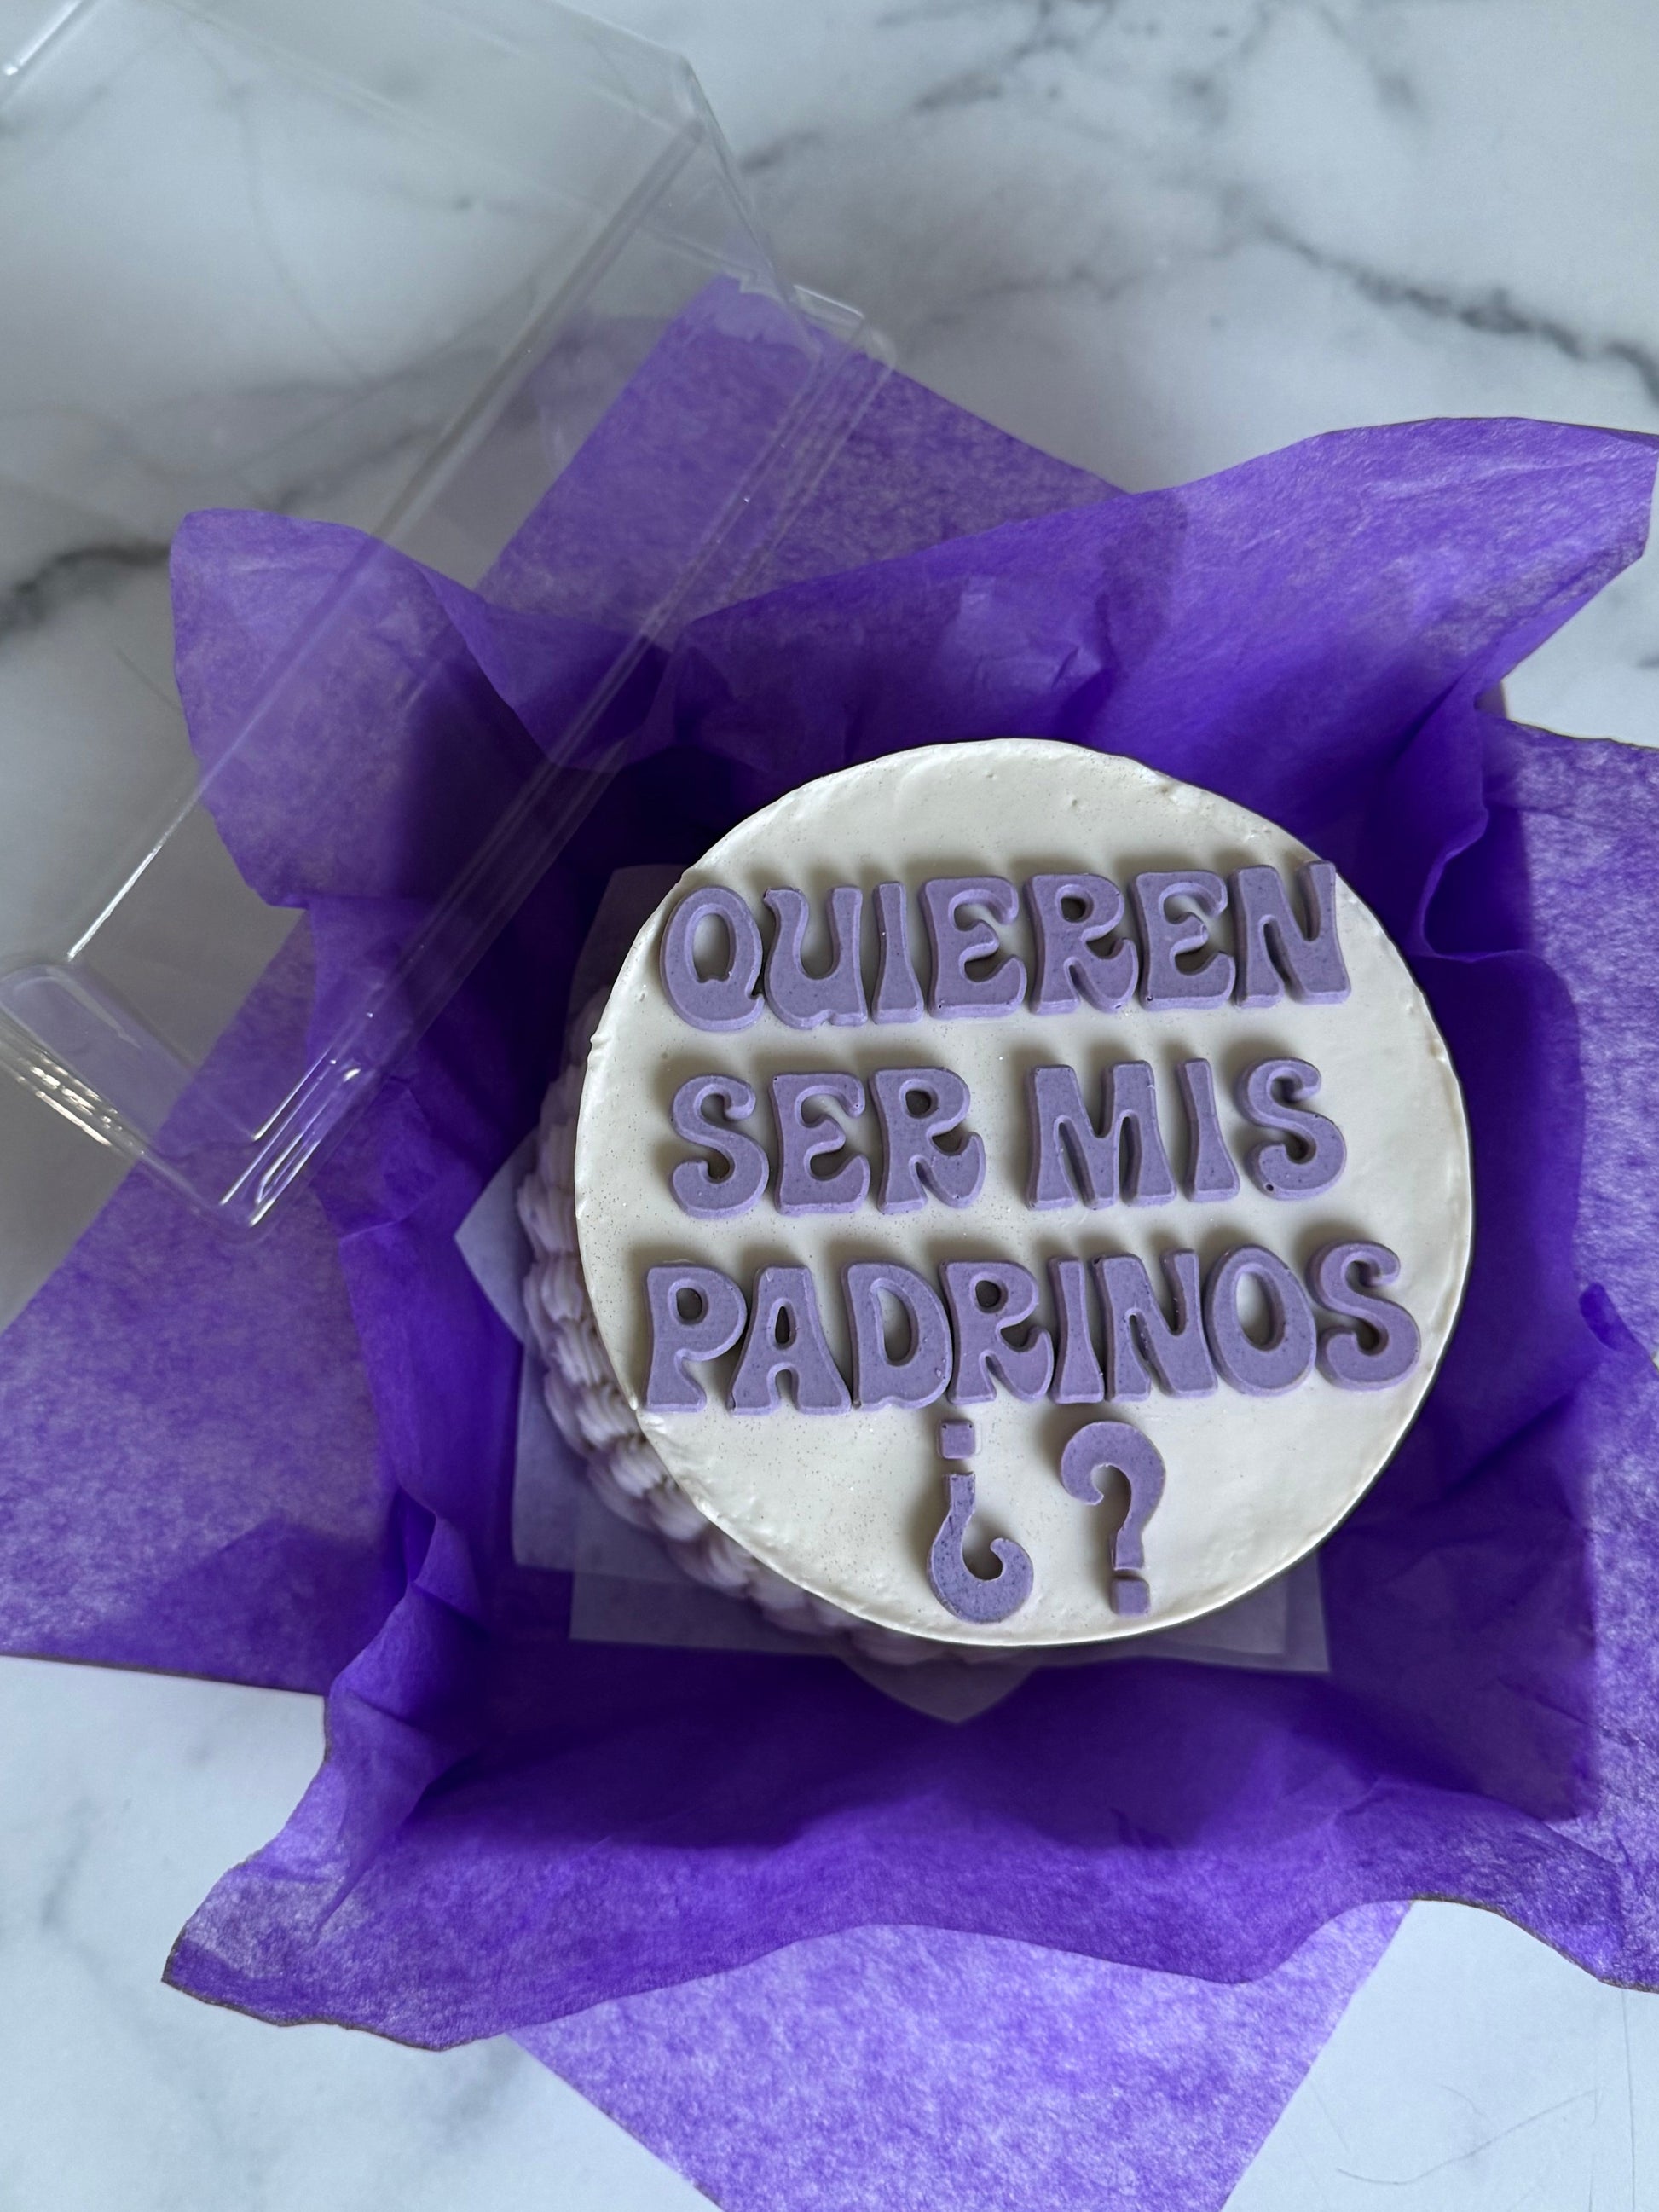 QUIEREN
SER MIS
PADRINOS
¿?